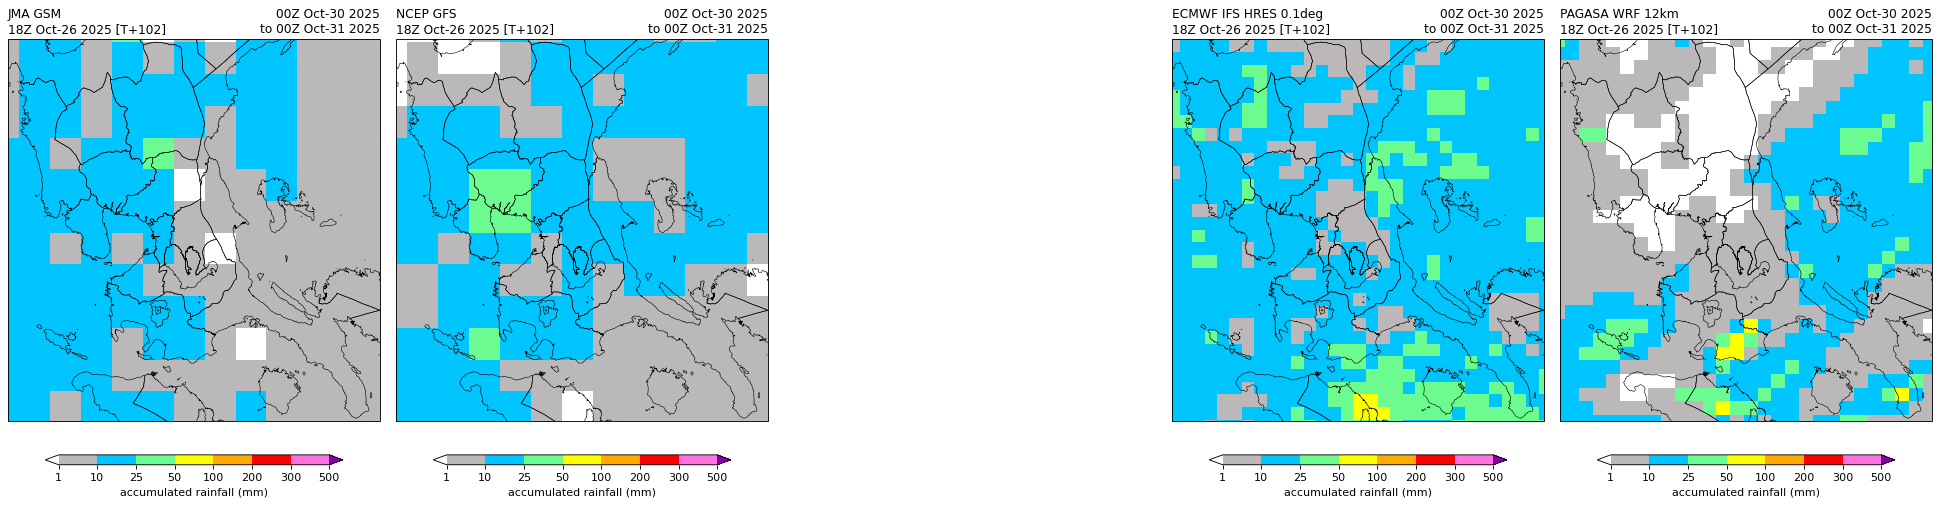 JMA GSM 00Z Oct-30 2025
18Z Oct-26 2025 [T+102] to 00Z Oct-31 2025
1 10 25 50 100 200 300 500
accumulated rainfall (mm)
NCEP GFS 00Z Oct-30 2025
18Z Oct-26 2025 [T+102] to 00Z Oct-31 2025
1 10 25 50 100 200 300 500
accumulated rainfall (mm)
ECMWF IFS HRES 0.1deg 00Z Oct-30 2025
18Z Oct-26 2025 [T+102] to 00Z Oct-31 2025
1 10 25 50 100 200 300 500
accumulated rainfall (mm)
PAGASA WRF 12km 00Z Oct-30 2025
18Z Oct-26 2025 [T+102] to 00Z Oct-31 2025
1 10 25 50 100 200 300 500
accumulated rainfall (mm)